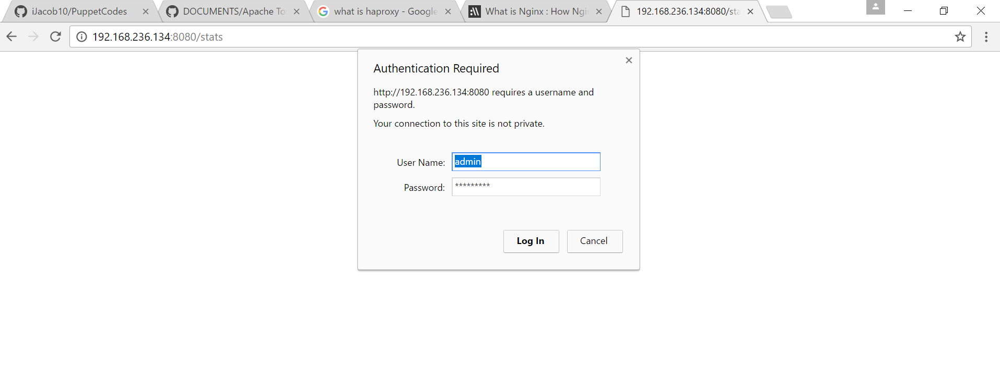 iJacob10/PuppetCodes
DOCUMENTS/Apache To
what is haproxy - Google
What is Nginx : How Ngi
192.168.236.134:8080/sta
192.168.236.134:8080/stats
Authentication Required
http://192.168.236.134:8080 requires a username and
password.
Your connection to this site is not private.
User Name: admin
Password: *********
Log In Cancel